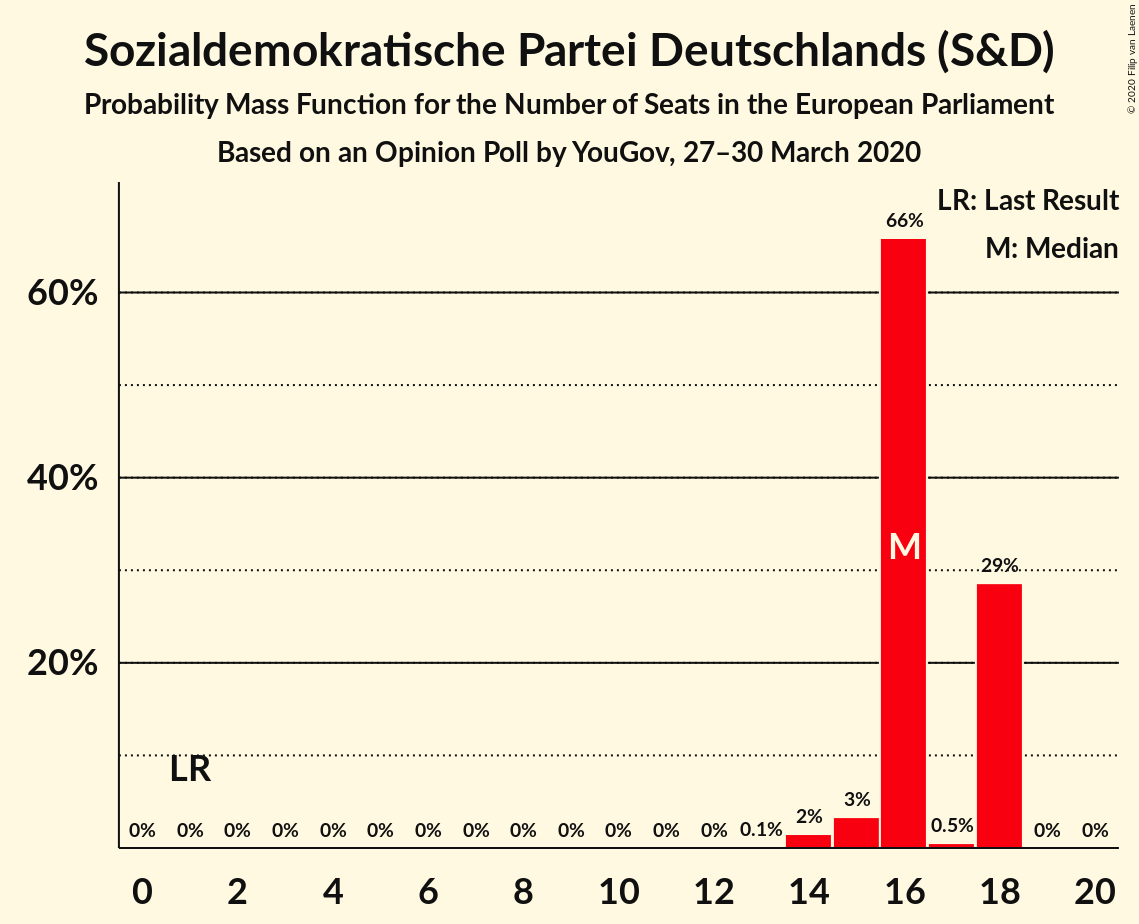 Sozialdemokratische Partei Deutschlands (S&D)
Probability Mass Function for the Number of Seats in the European Parliament
Based on an Opinion Poll by YouGov, 27–30 March 2020
© 2020 Filip van Laenen
LR: Last Result
M: Median
66%
60%
40%
M
29%
20%
LR
0% 0% 0% 0% 0% 0% 0% 0% 0% 0% 0% 0% 0% 0.1% 2% 3% 0.5% 0% 0%
0 2 4 6 8 10 12 14 16 18 20